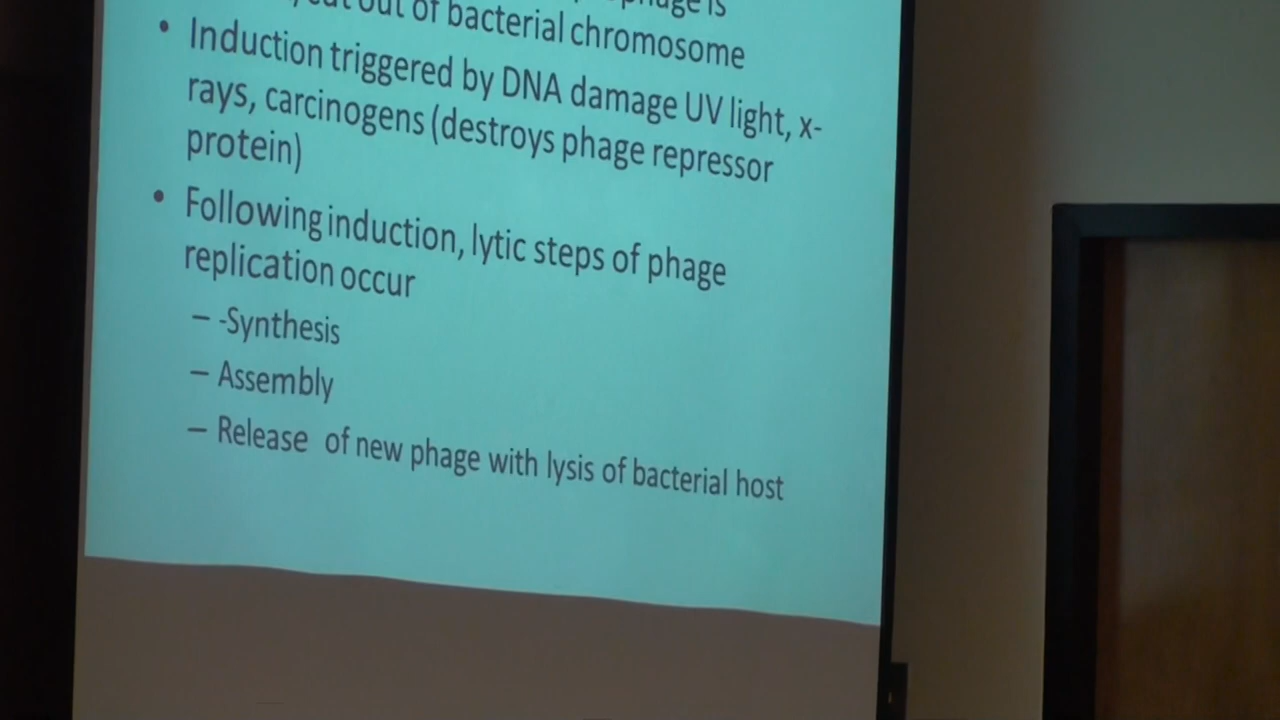 is
out of bacterial chromosome
• Induction triggered by DNA damage UV light, x-
rays, carcinogens (destroys phage repressor
protein)
• Following induction, lytic steps of phage
replication occur
– -Synthesis
– Assembly
– Release of new phage with lysis of bacterial host